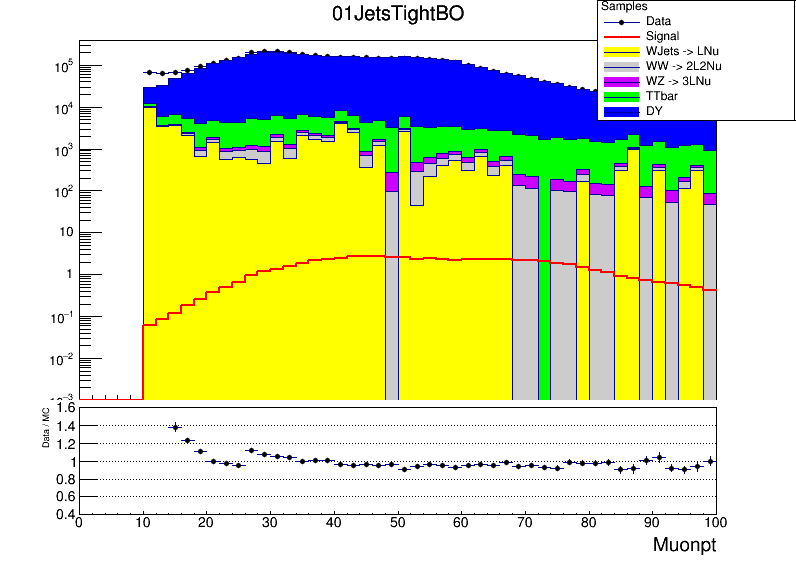 01JetsTightBO
Samples
Data
Signal
WJets -> LNu
WW -> 2L2Nu
WZ -> 3LNu
TTbar
DY
10^5
10^4
10^3
10^2
10
1
10^-1
10^-2
-3
Data / MC
1.6
1.4
1.2
1
0.8
0.6
0.4
0 10 20 30 40 50 60 70 80 90 100
Muonpt